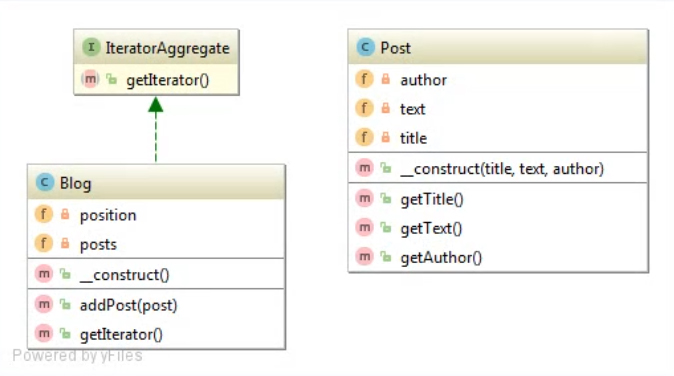 I IteratorAggregate
m getIterator()
C Blog
f position
f posts
m __construct()
m addPost(post)
m getIterator()
C Post
f author
f text
f title
m __construct(title, text, author)
m getTitle()
m getText()
m getAuthor()
Powered by yFiles